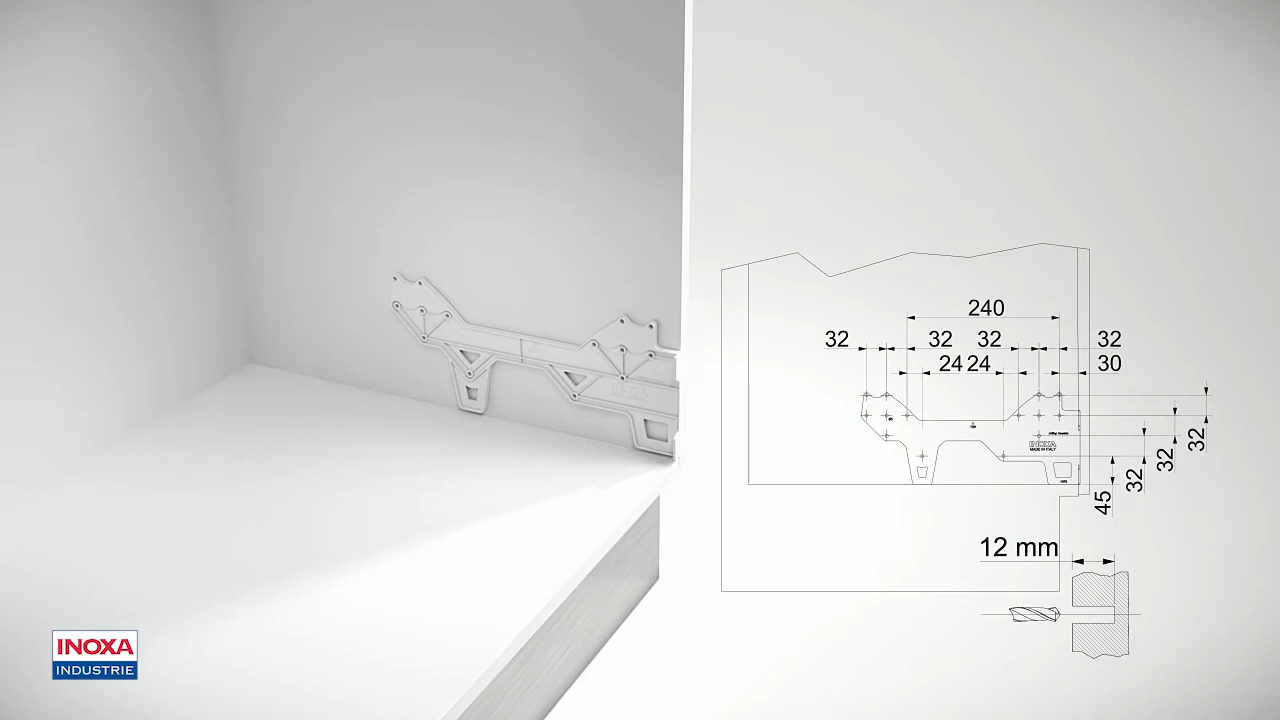 240
32 32 32 32
24 24 30
INOXA
MADE IN ITALY
32
32
32
45
12 mm
INOXA
INDUSTRIE